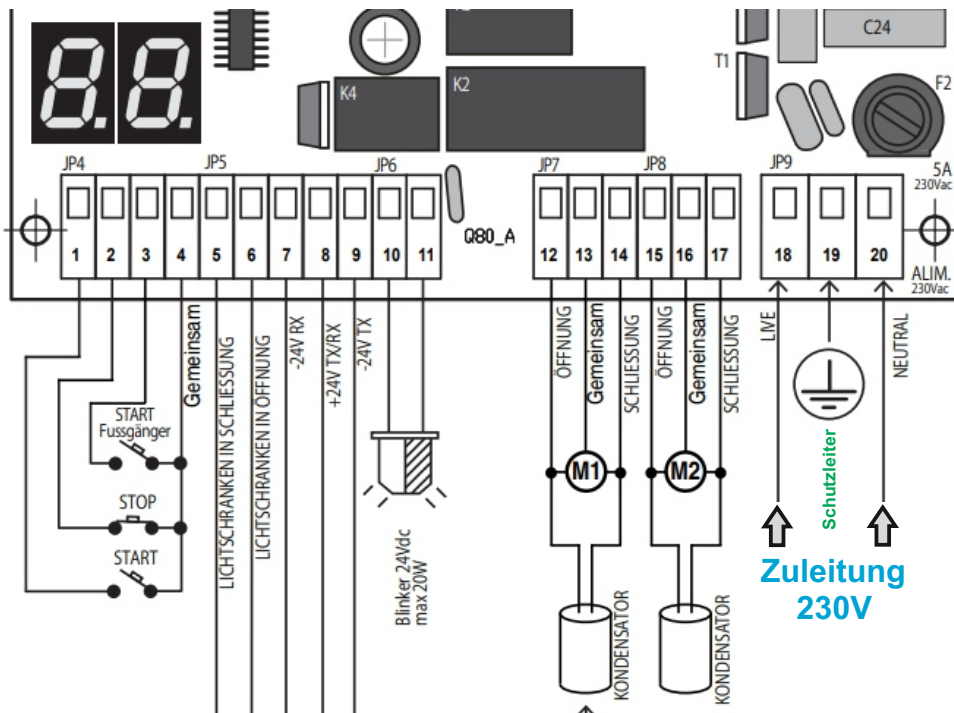 C24
T1
F2
K4
K2
JP4
JP5
JP6
JP7
JP8
JP9
5A
230Vac
1
2
3
4
5
6
7
8
9
10
11
Q80_A
12
13
14
15
16
17
18
19
20
ALIM.
230Vac
Gemeinsam
LICHTSCHRANKEN IN SCHLIESSUNG
LICHTSCHRANKEN IN ÖFFNUNG
-24V RX
+24V TX/RX
-24V TX
ÖFFNUNG
Gemeinsam
SCHLIESSUNG
ÖFFNUNG
Gemeinsam
SCHLIESSUNG
LIVE
NEUTRAL
START
Fussgänger
STOP
START
Blinker 24Vdc
max 20W
M1
M2
KONDENSATOR
KONDENSATOR
Schutzleiter
Zuleitung
230V